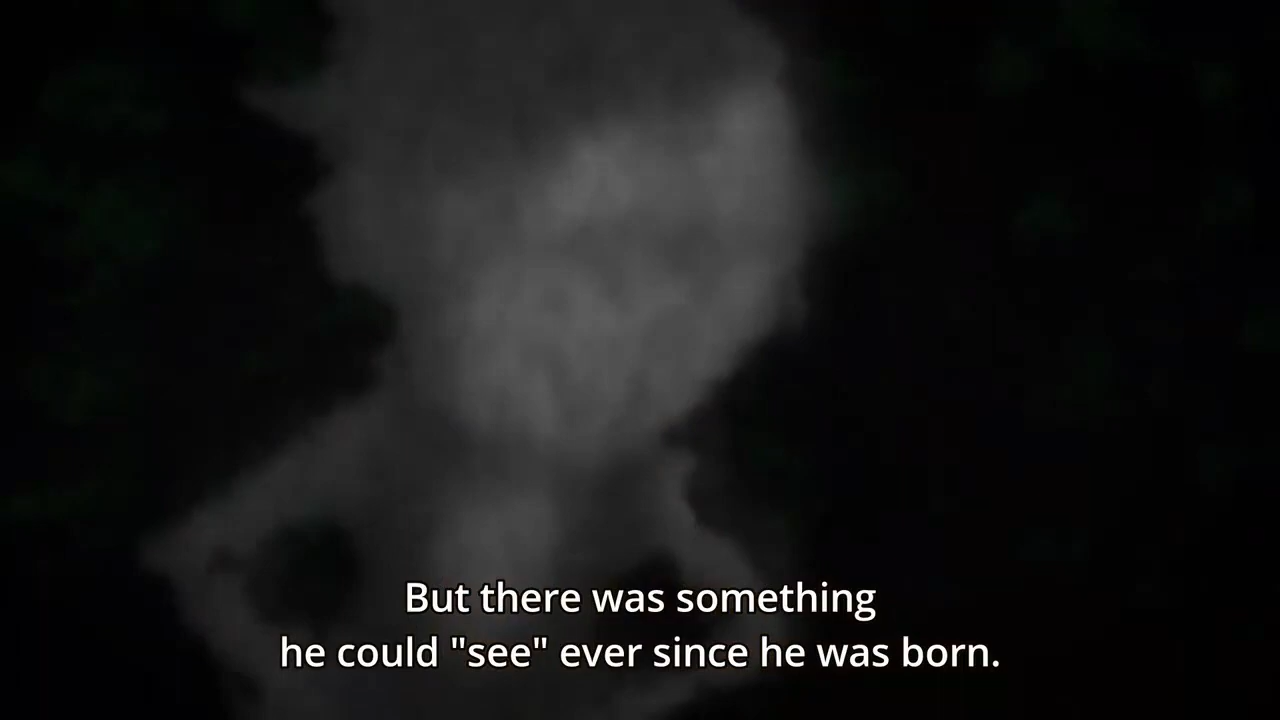 But there was something
he could "see" ever since he was born.